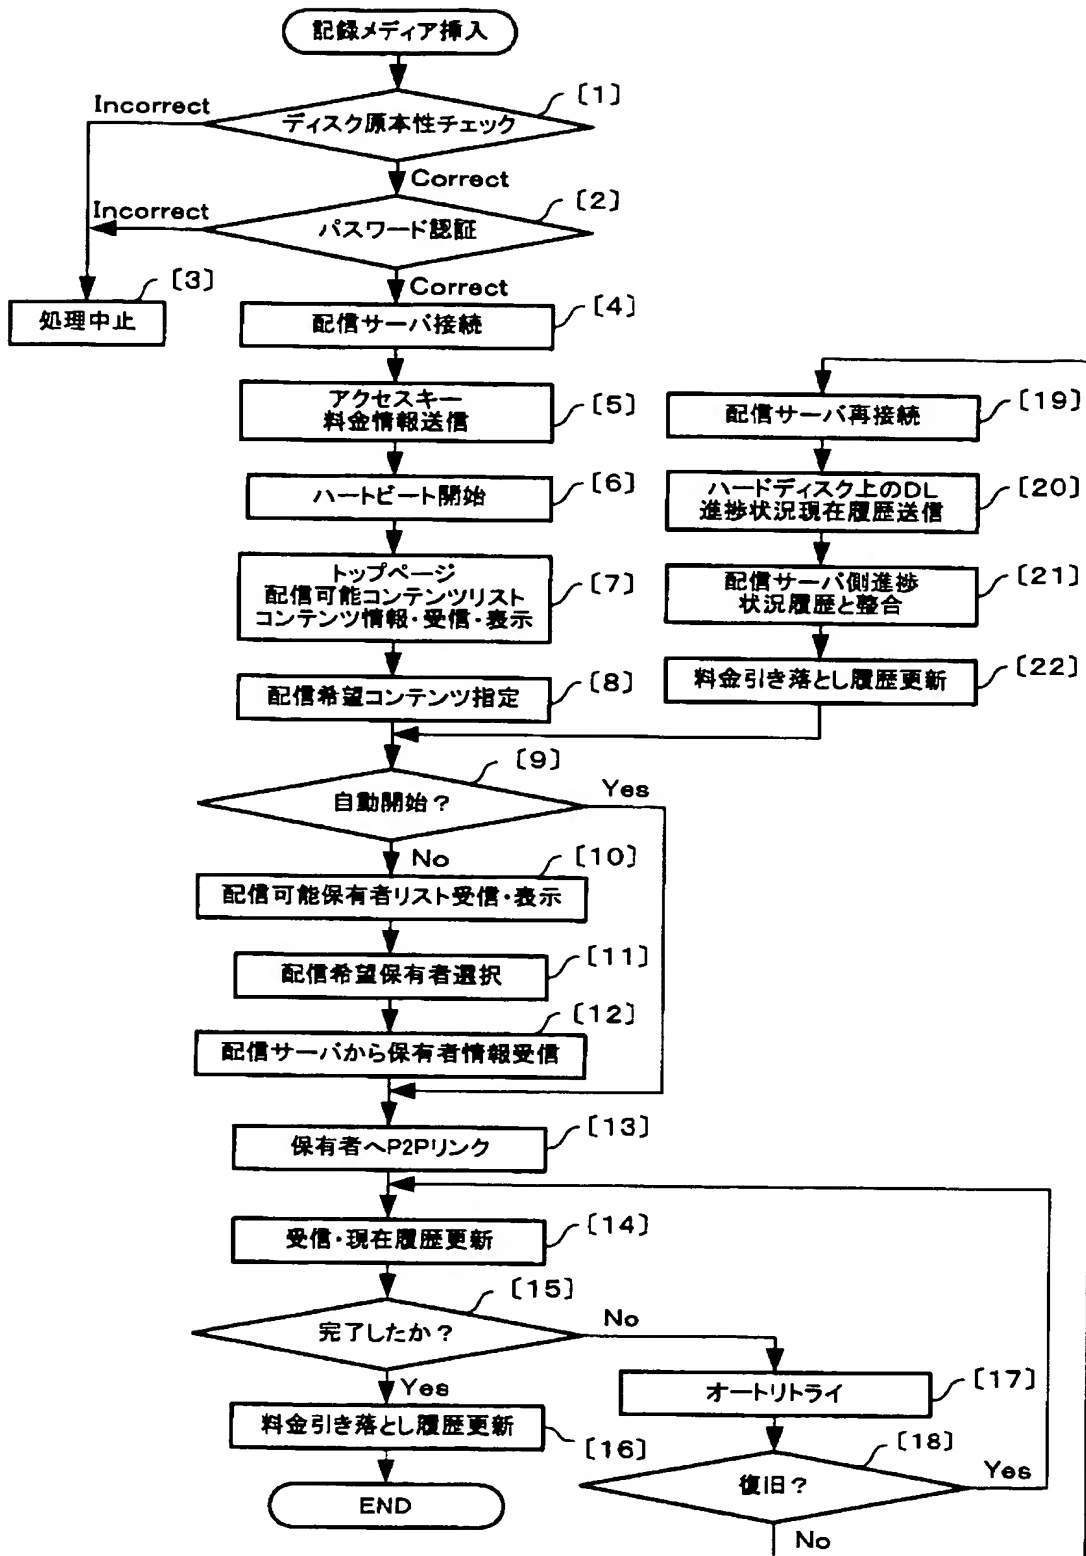 記録メディア挿入
ディスク原本性チェック
[1]
Incorrect
Correct
パスワード認証
[2]
Incorrect
Correct
処理中止
[3]
配信サーバ接続
[4]
アクセスキー
料金情報送信
[5]
ハートビート開始
[6]
トップページ
配信可能コンテンツリスト
コンテンツ情報・受信・表示
[7]
配信希望コンテンツ指定
[8]
自動開始?
[9]
Yes
No
配信可能保有者リスト受信・表示
[10]
配信希望保有者選択
[11]
配信サーバから保有者情報受信
[12]
保有者へP2Pリンク
[13]
受信・現在履歴更新
[14]
完了したか?
[15]
No
Yes
料金引き落とし履歴更新
[16]
END
オートリトライ
[17]
復旧?
[18]
Yes
No
配信サーバ再接続
[19]
ハードディスク上のDL
進捗状況現在履歴送信
[20]
配信サーバ側進捗
状況履歴と整合
[21]
料金引き落とし履歴更新
[22]